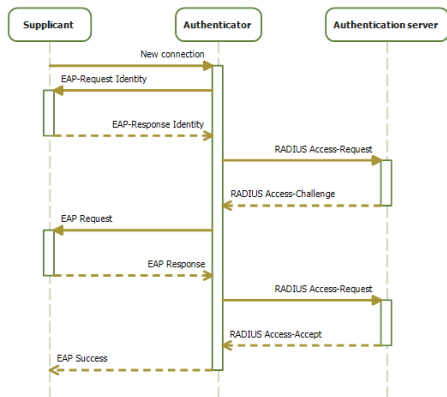 Supplicant
Authenticator
Authentication server
New connection
EAP-Request Identity
EAP-Response Identity
RADIUS Access-Request
RADIUS Access-Challenge
EAP Request
EAP Response
RADIUS Access-Request
RADIUS Access-Accept
EAP Success